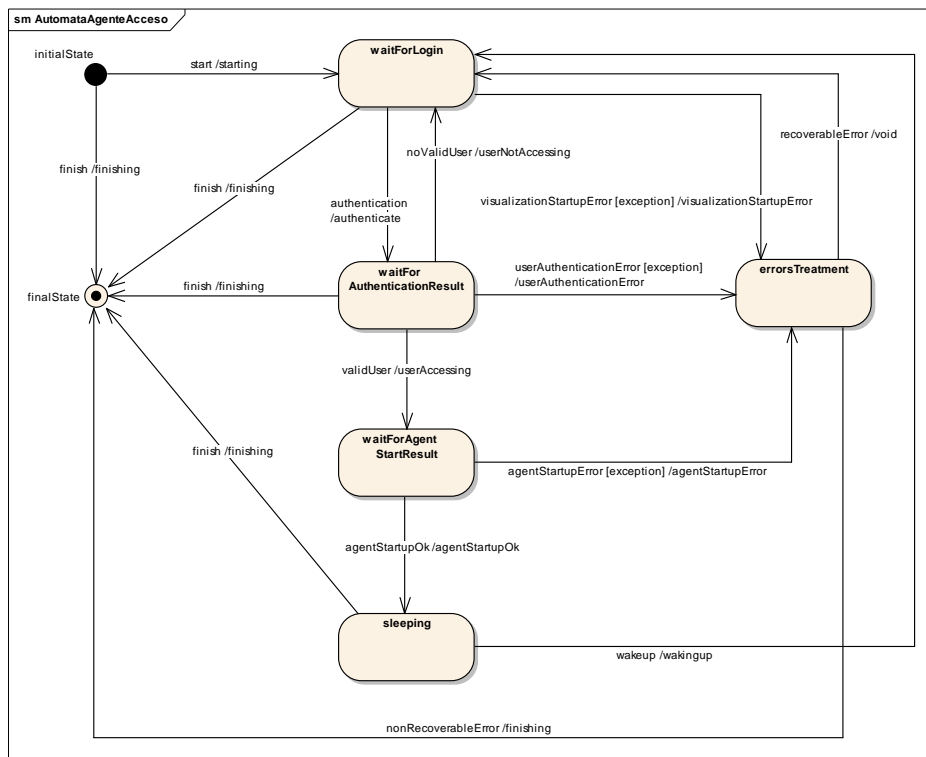 sm AutomataAgenteAcceso
initialState
waitForLogin
start /starting
recoverableError /void
noValidUser /userNotAccessing
finish /finishing
finish /finishing
authentication
/authenticate
visualizationStartupError [exception] /visualizationStartupError
waitFor
AuthenticationResult
userAuthenticationError [exception]
/userAuthenticationError
errorsTreatment
finalState
finish /finishing
validUser /userAccessing
waitForAgent
StartResult
finish /finishing
agentStartupError [exception] /agentStartupError
agentStartupOk /agentStartupOk
sleeping
wakeup /wakingup
nonRecoverableError /finishing